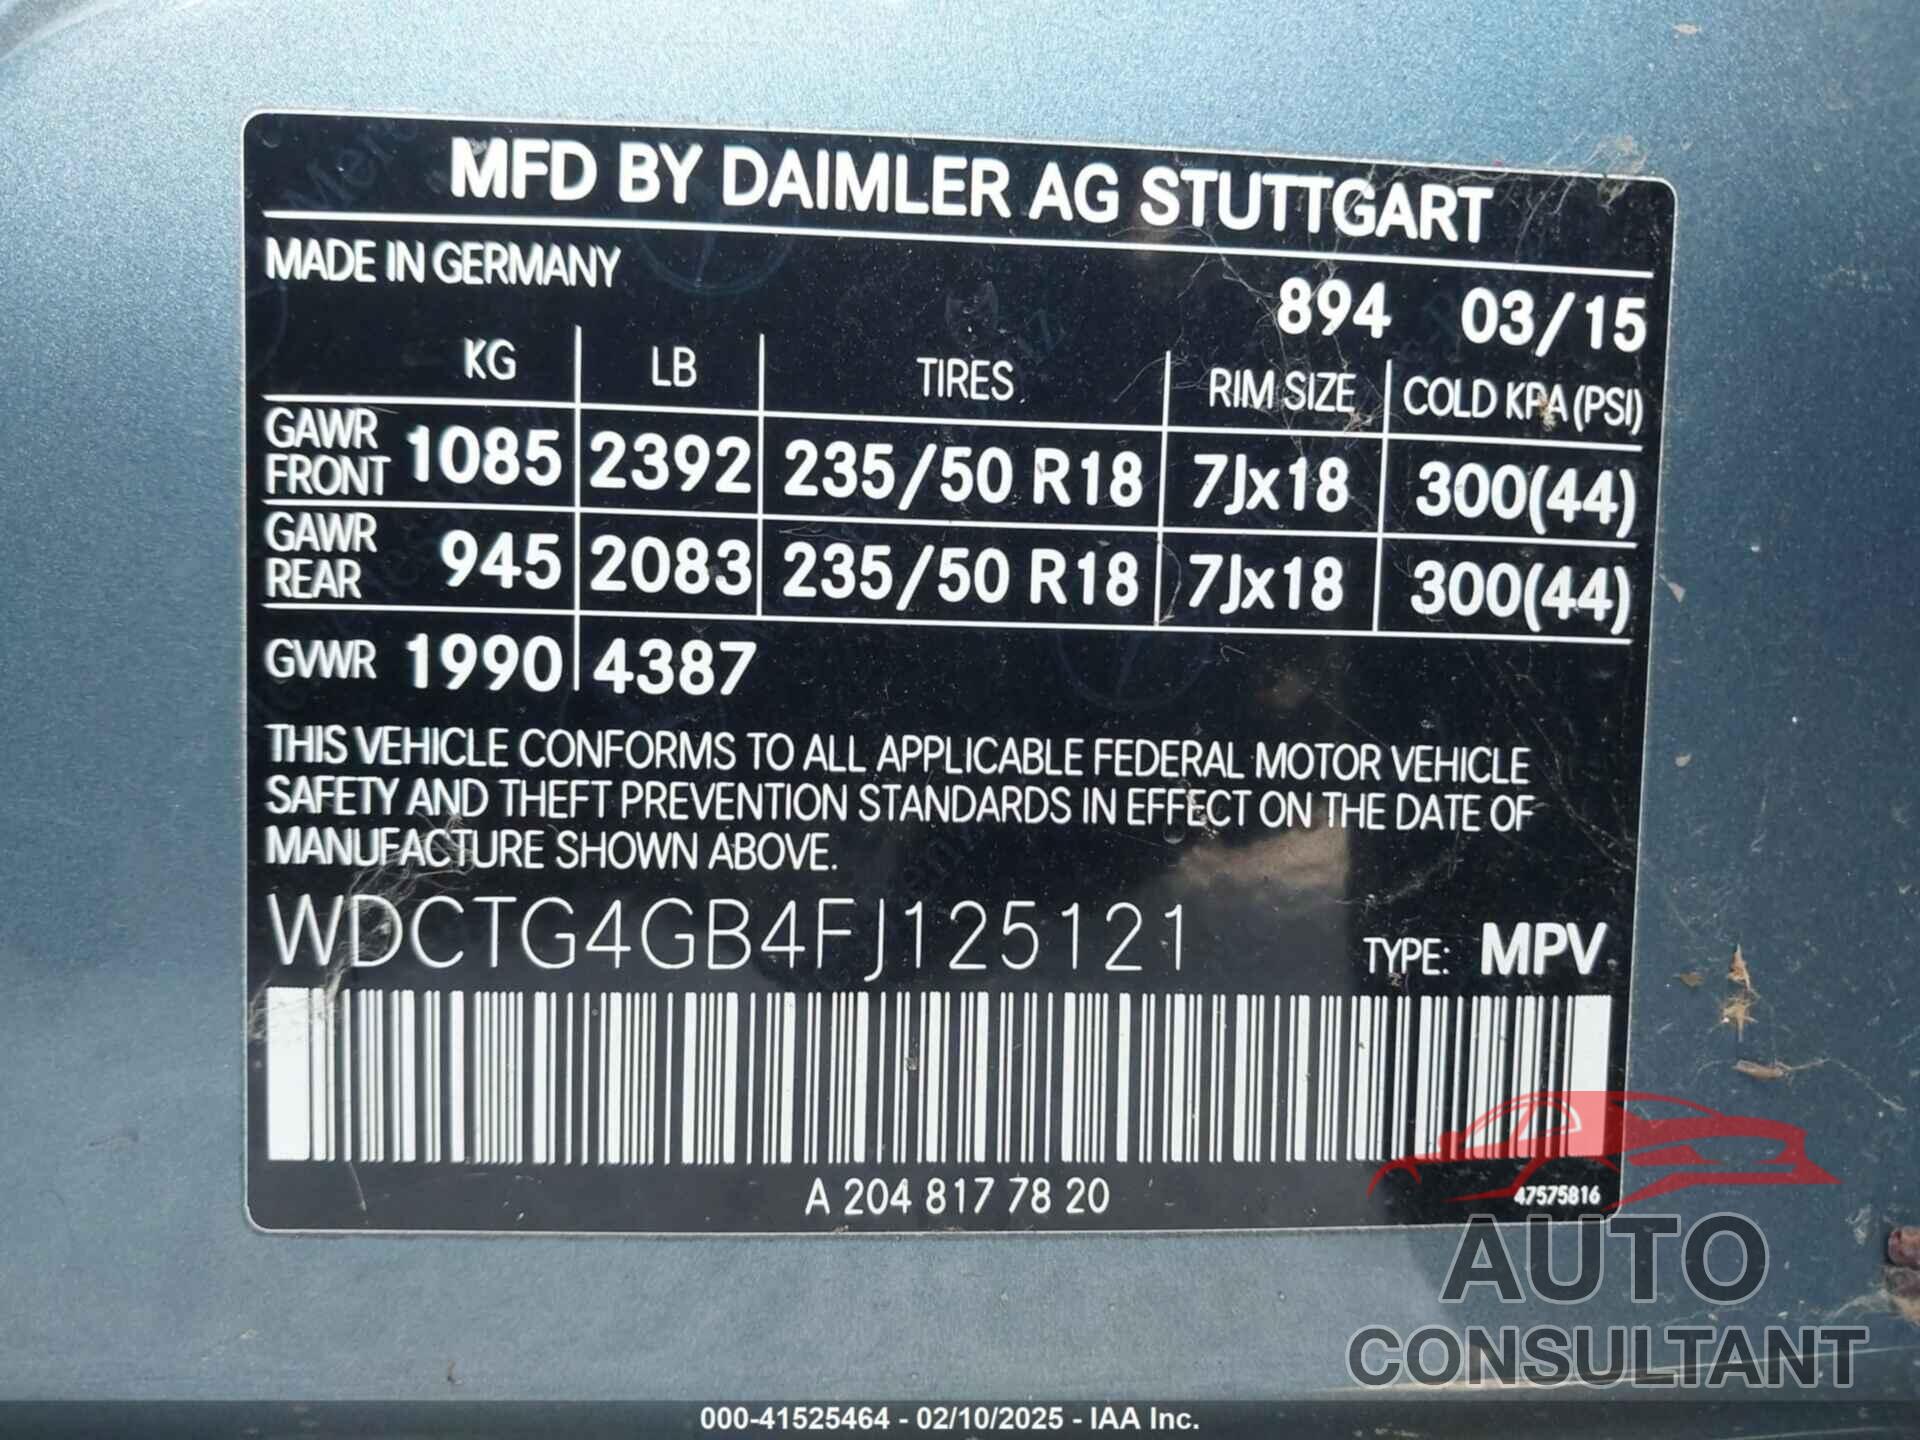 MFD BY DAIMLER AG STUTTGART
MADE IN GERMANY
894 03/15
KG LB TIRES RIM SIZE COLD KPA (PSI)
GAWR FRONT 1085 2392 235/50 R18 7Jx18 300(44)
GAWR REAR 945 2083 235/50 R18 7Jx18 300(44)
GVWR 1990 4387
THIS VEHICLE CONFORMS TO ALL APPLICABLE FEDERAL MOTOR VEHICLE
SAFETY AND THEFT PREVENTION STANDARDS IN EFFECT ON THE DATE OF
MANUFACTURE SHOWN ABOVE.
WDCTG4GB4FJ125121 TYPE: MPV
A 204 817 78 20
47575816
AUTO
CONSULTANT
000-41525464 - 02/10/2025 - IAA Inc.